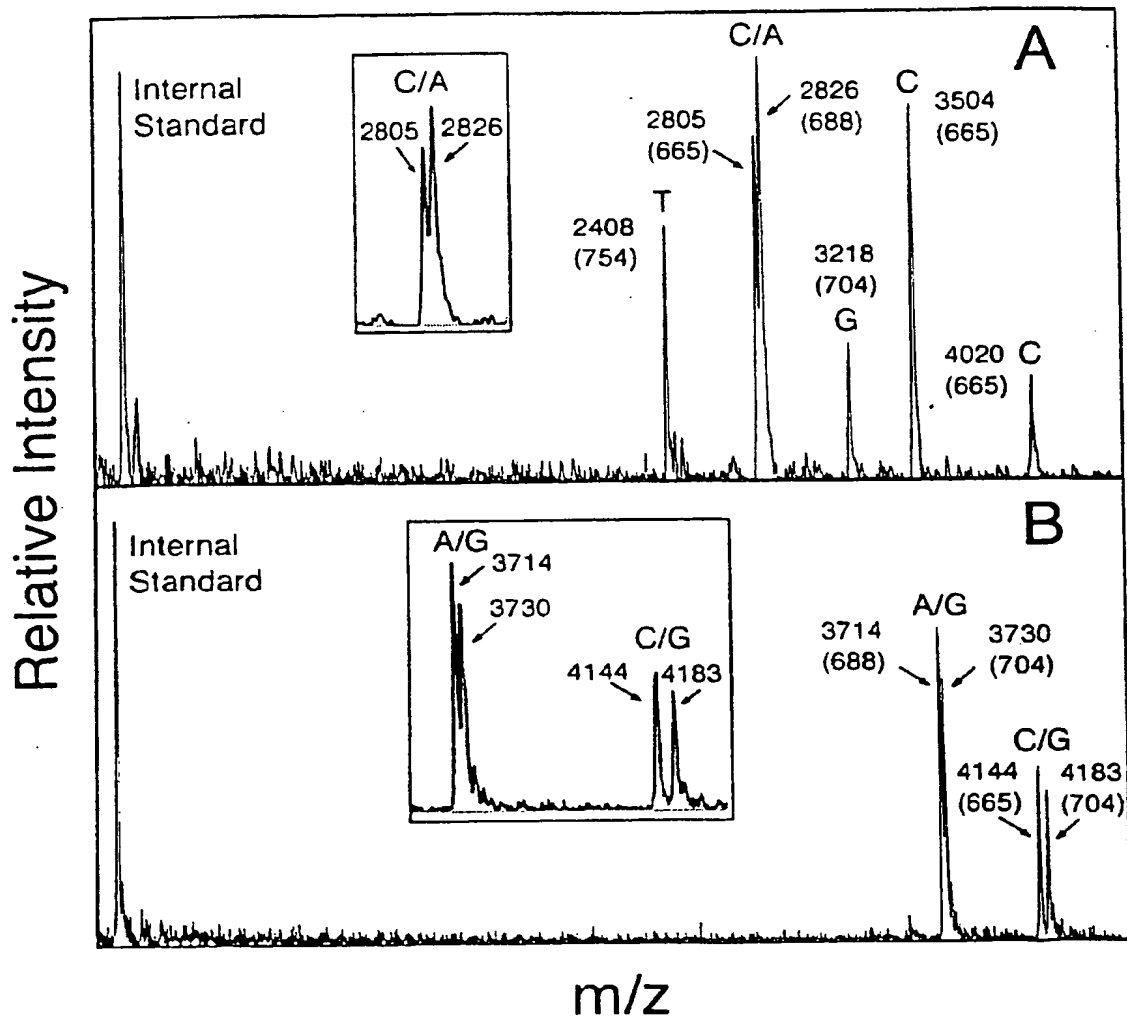 Relative Intensity
A
Internal
Standard
C/A
2805
2826
T
2408
(754)
C/A
2805
(665)
2826
(688)
3218
(704)
G
C
3504
(665)
4020
(665)
C
B
Internal
Standard
A/G
3714
3730
C/G
4144
4183
A/G
3714
(688)
3730
(704)
C/G
4144
(665)
4183
(704)
m/z